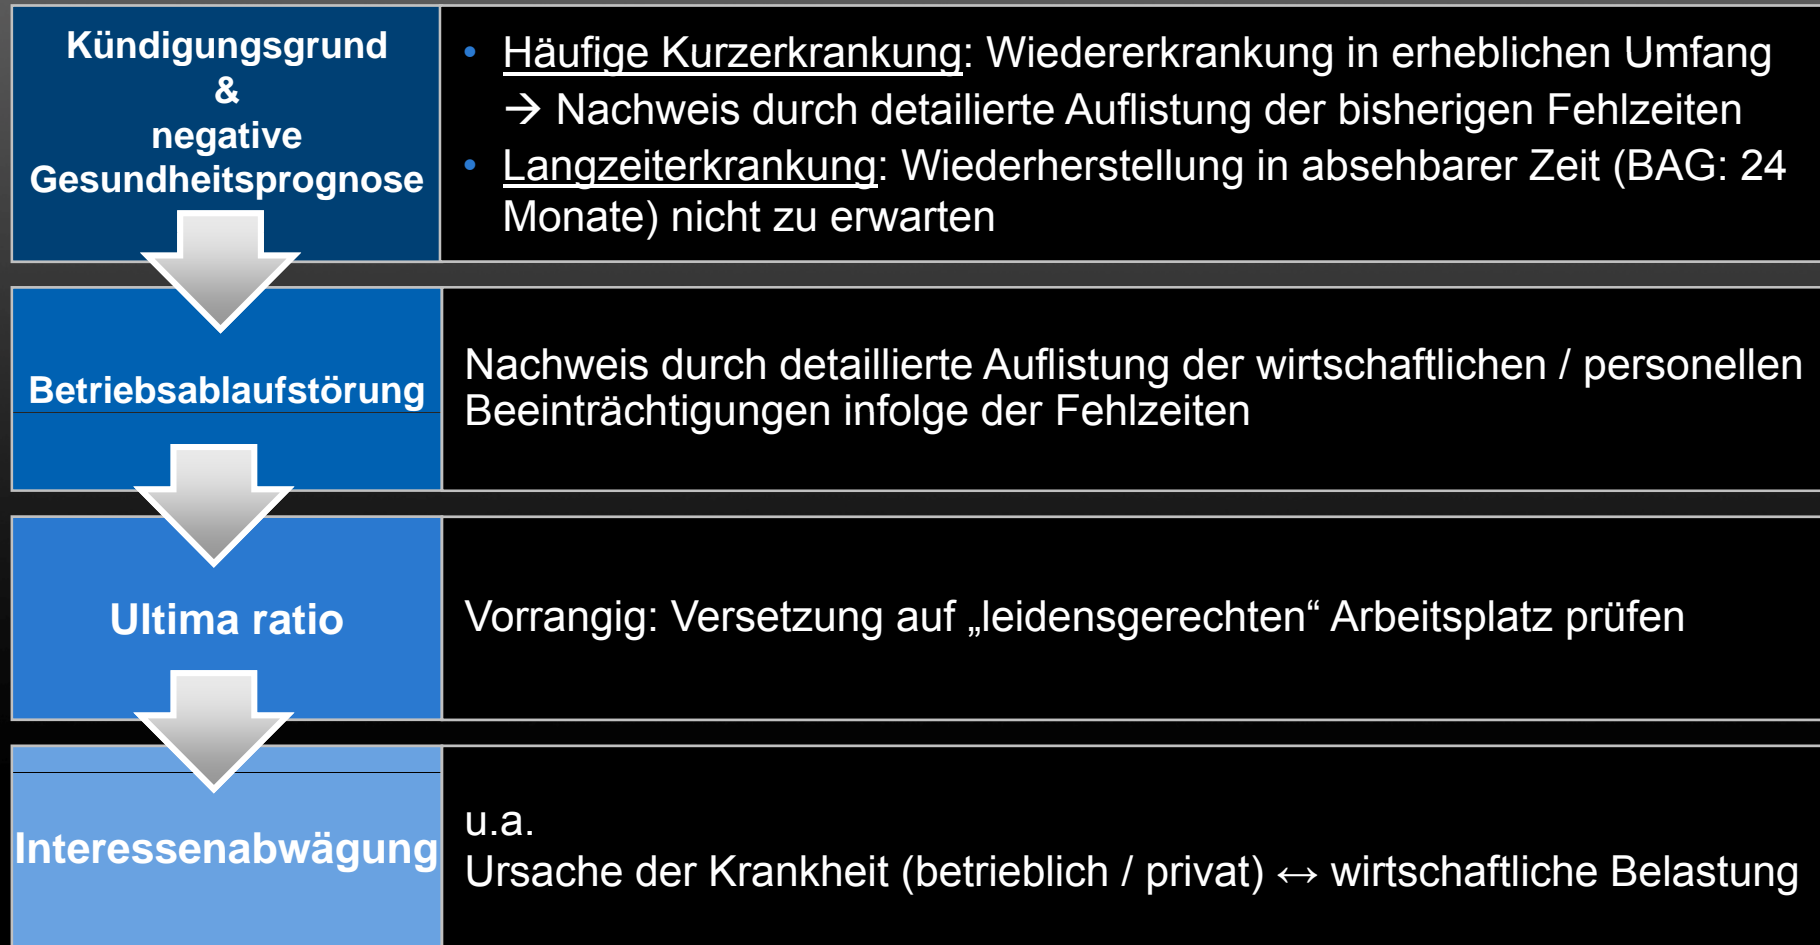 Kündigungsgrund
&
negative
Gesundheitsprognose
• Häufige Kurzerkrankung: Wiedererkrankung in erheblichen Umfang
→ Nachweis durch detailierte Auflistung der bisherigen Fehlzeiten
• Langzeiterkrankung: Wiederherstellung in absehbarer Zeit (BAG: 24
Monate) nicht zu erwarten
Betriebsablaufstörung
Nachweis durch detaillierte Auflistung der wirtschaftlichen / personellen
Beeinträchtigungen infolge der Fehlzeiten
Ultima ratio
Vorrangig: Versetzung auf „leidensgerechten“ Arbeitsplatz prüfen
Interessenabwägung
u.a.
Ursache der Krankheit (betrieblich / privat) ↔ wirtschaftliche Belastung